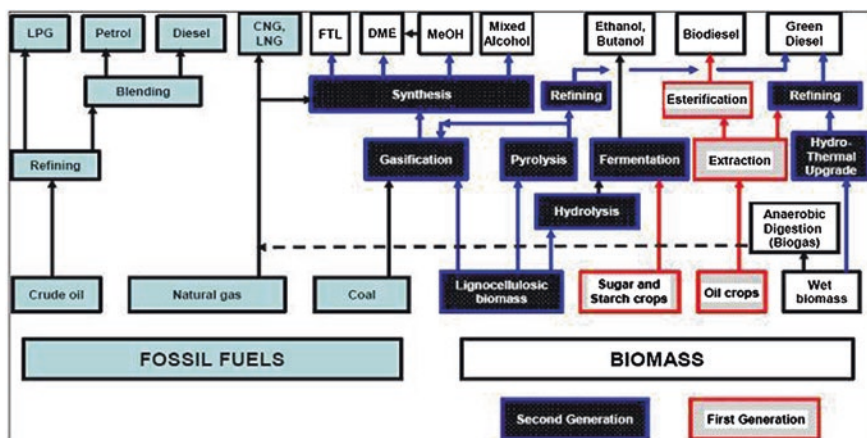 LPG
Petrol
Diesel
CNG,
LNG
FTL
DME
MeOH
Mixed
Alcohol
Ethanol,
Butanol
Biodiesel
Green
Diesel
Blending
Synthesis
Refining
Esterification
Refining
Refining
Gasification
Pyrolysis
Fermentation
Extraction
Hydro-
Thermal
Upgrade
Hydrolysis
Anaerobic
Digestion
(Biogas)
Crude oil
Natural gas
Coal
Lignocellulosic
biomass
Sugar and
Starch crops
Oil crops
Wet
biomass
FOSSIL FUELS
BIOMASS
Second Generation
First Generation